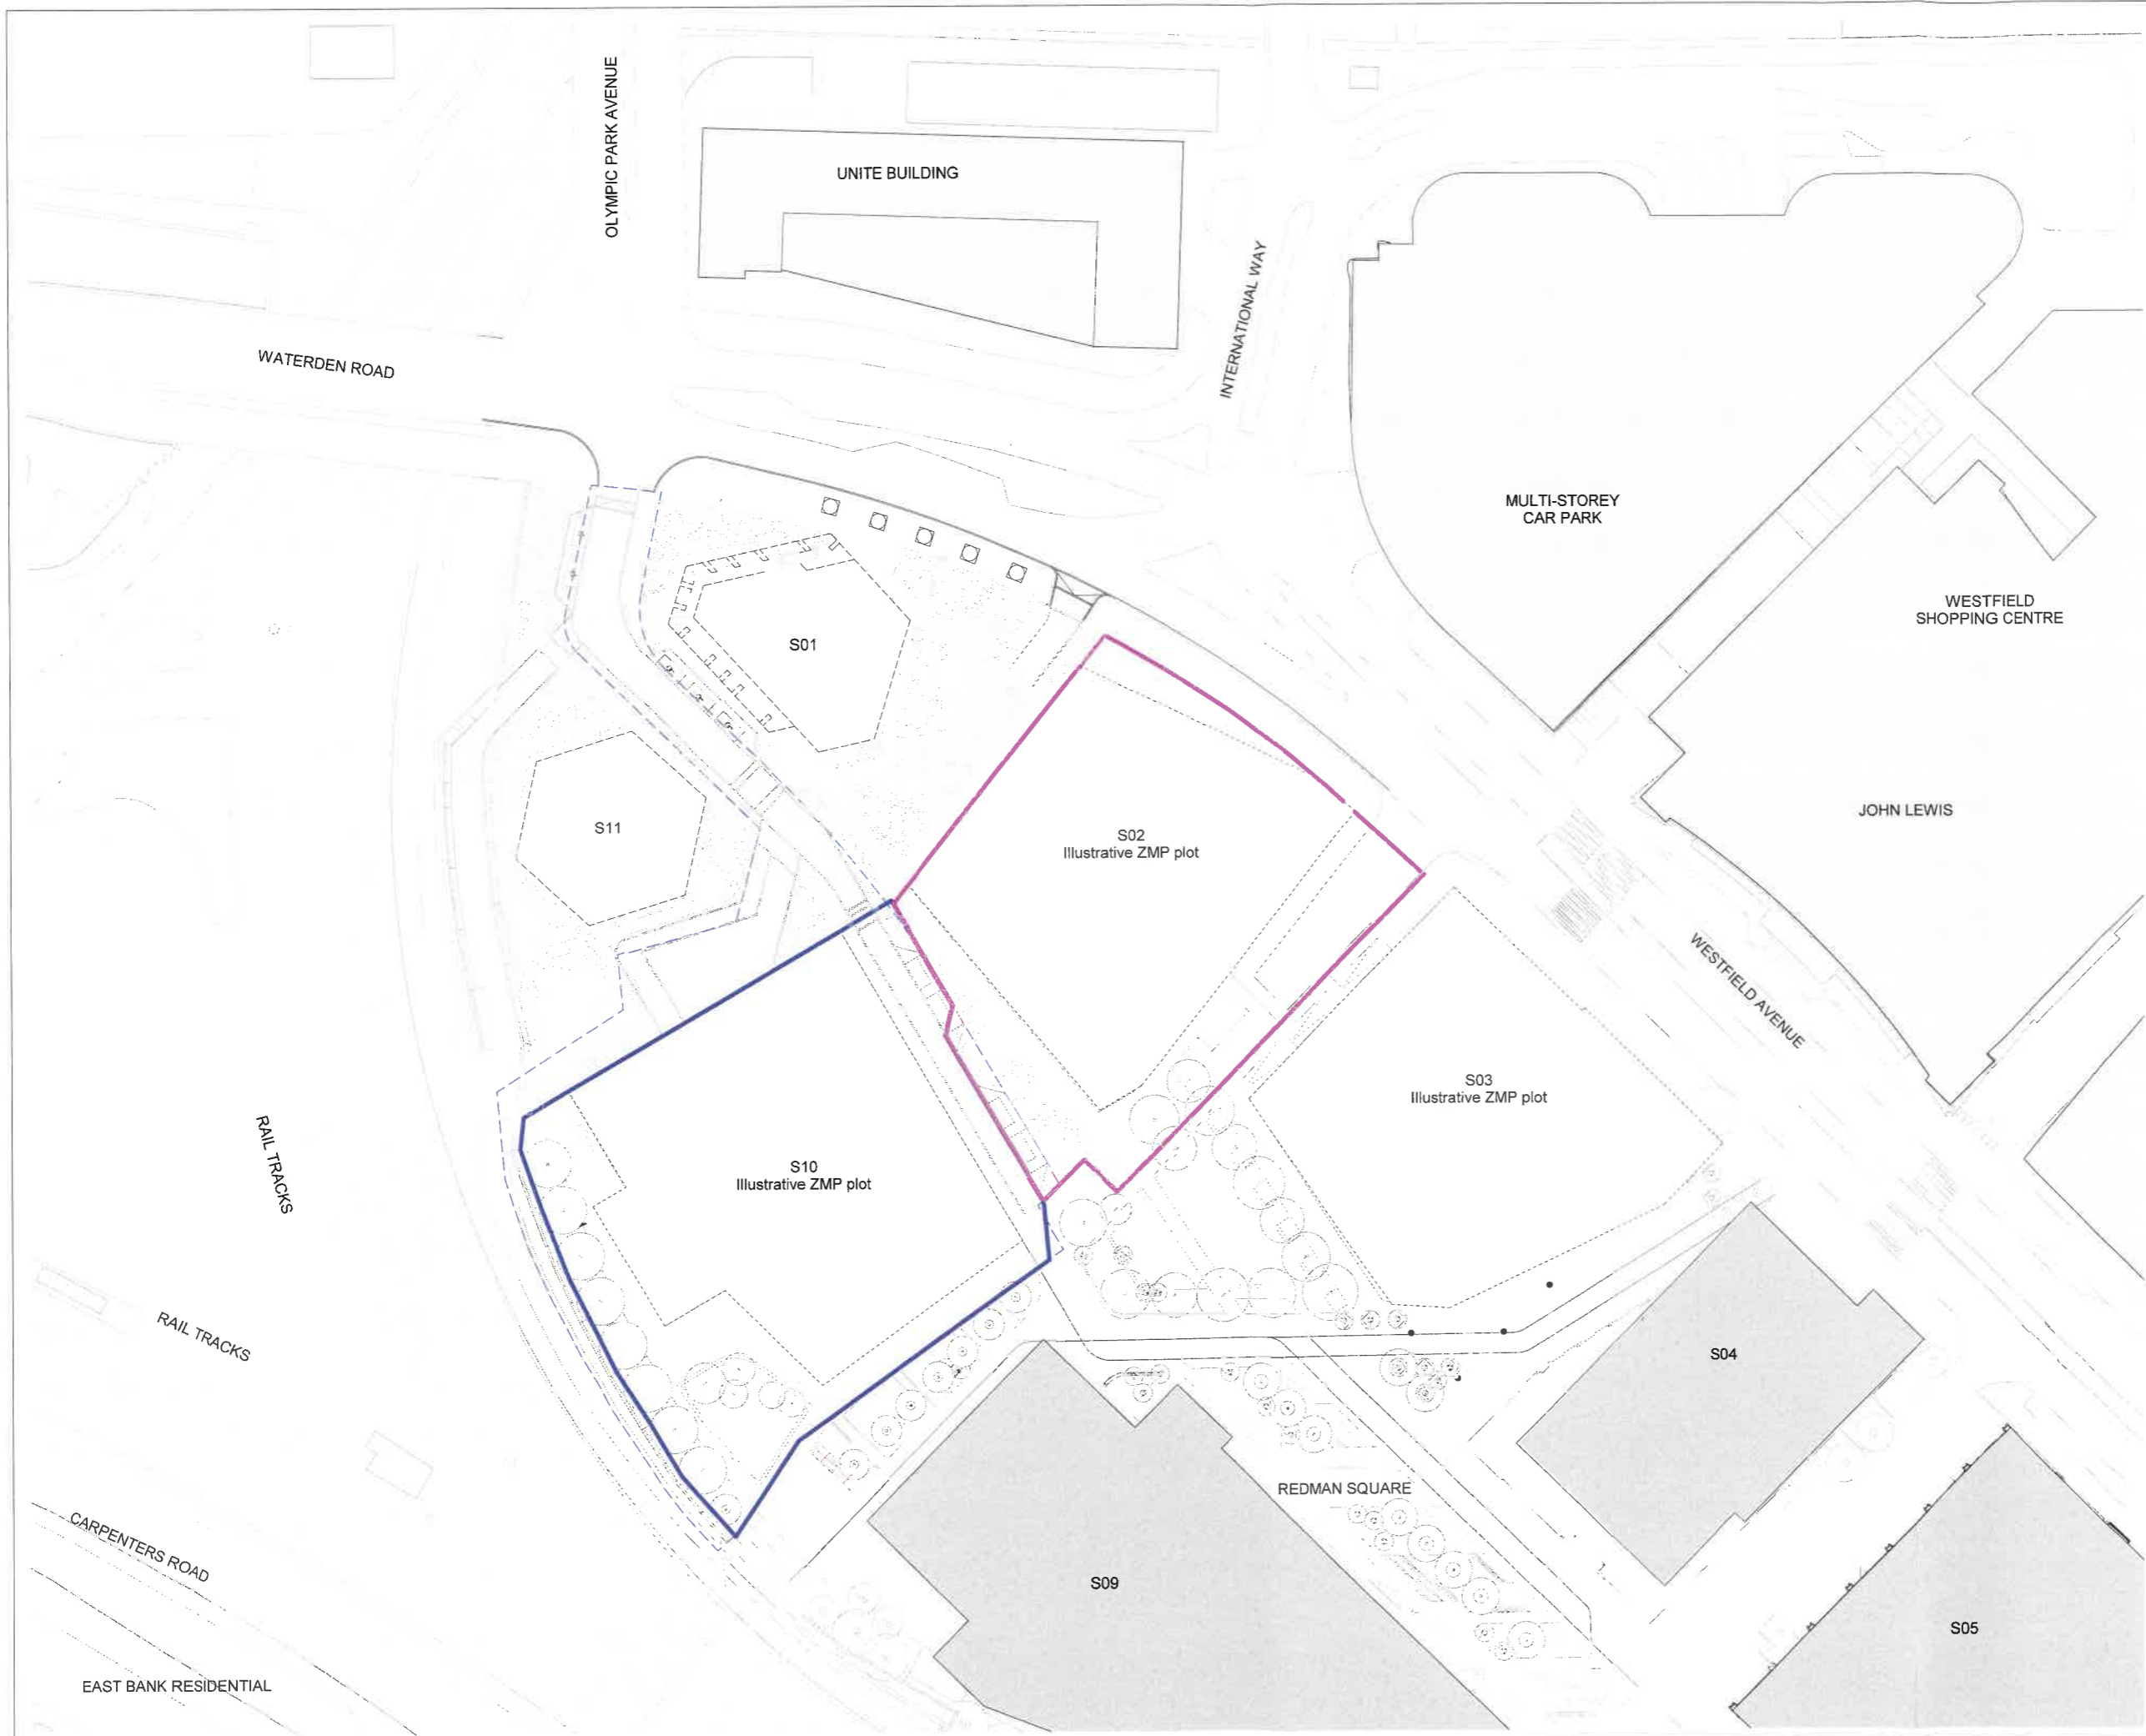 OLYMPIC PARK AVENUE
UNITE BUILDING
INTERNATIONAL WAY
WATERDEN ROAD
MULTI-STOREY
CAR PARK
WESTFIELD
SHOPPING CENTRE
S01
JOHN LEWIS
S11
S02
Illustrative ZMP plot
WESTFIELD AVENUE
S03
Illustrative ZMP plot
RAIL TRACKS
S10
Illustrative ZMP plot
RAIL TRACKS
S04
REDMAN SQUARE
CARPENTERS ROAD
S09
S05
EAST BANK RESIDENTIAL